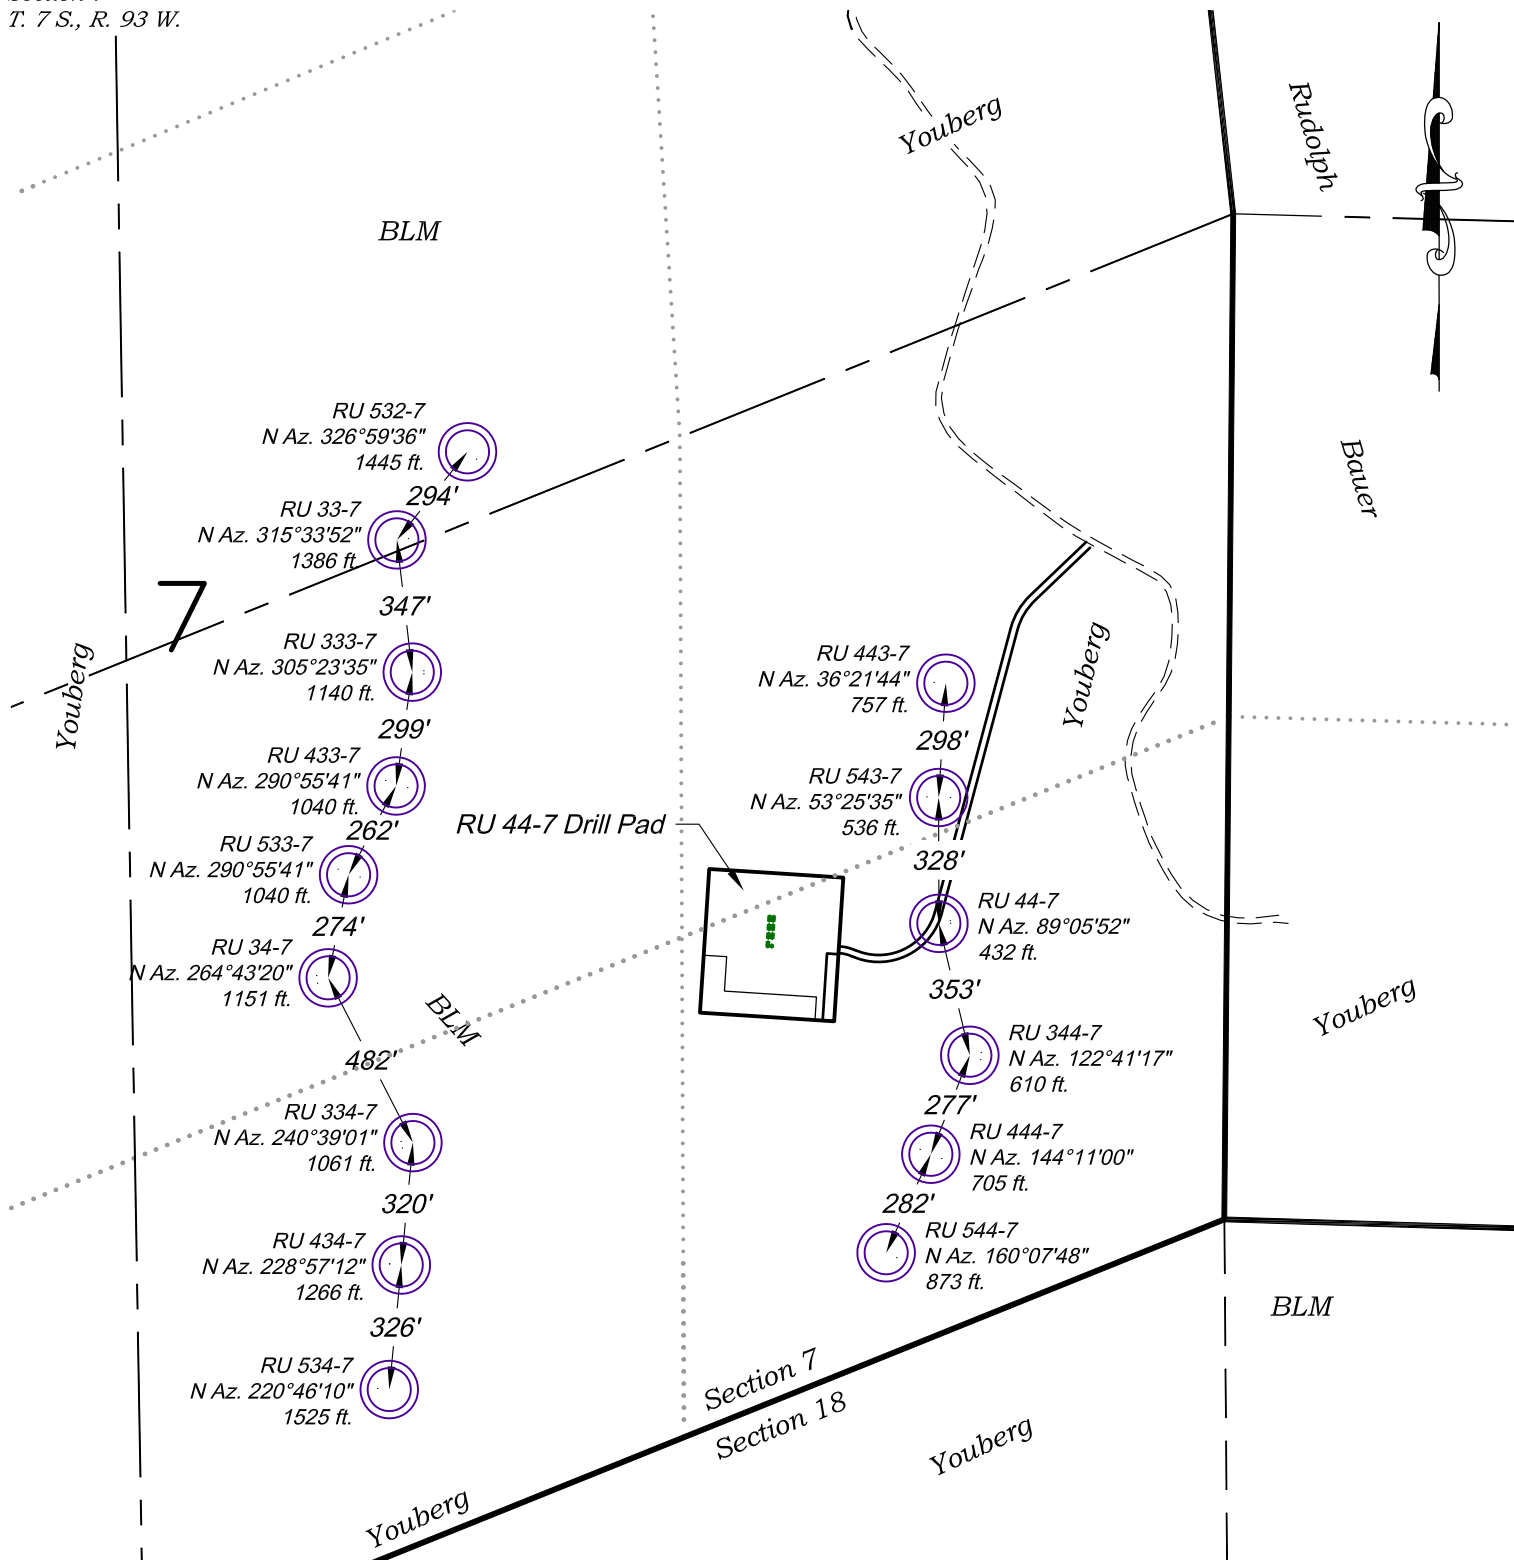 T. 7 S., R. 93 W.
Youberg
Rudolph
BLM
RU 532-7
N Az. 326°59'36"
1445 ft.
294'
RU 33-7
N Az. 315°33'52"
1386 ft.
Bauer
7
347'
RU 333-7
N Az. 305°23'35"
1140 ft.
Youberg
Youberg
RU 443-7
N Az. 36°21'44"
757 ft.
299'
298'
RU 433-7
N Az. 290°55'41"
1040 ft.
RU 543-7
N Az. 53°25'35"
536 ft.
262'
RU 44-7 Drill Pad
RU 533-7
N Az. 290°55'41"
1040 ft.
328'
274'
RU 44-7
N Az. 89°05'52"
432 ft.
RU 34-7
N Az. 264°43'20"
1151 ft.
353'
BLM
Youberg
482'
RU 344-7
N Az. 122°41'17"
610 ft.
RU 334-7
N Az. 240°39'01"
1061 ft.
277'
RU 444-7
N Az. 144°11'00"
705 ft.
320'
282'
RU 434-7
N Az. 228°57'12"
1266 ft.
RU 544-7
N Az. 160°07'48"
873 ft.
BLM
326'
RU 534-7
N Az. 220°46'10"
1525 ft.
Section 7
Section 18
Youberg
Youberg